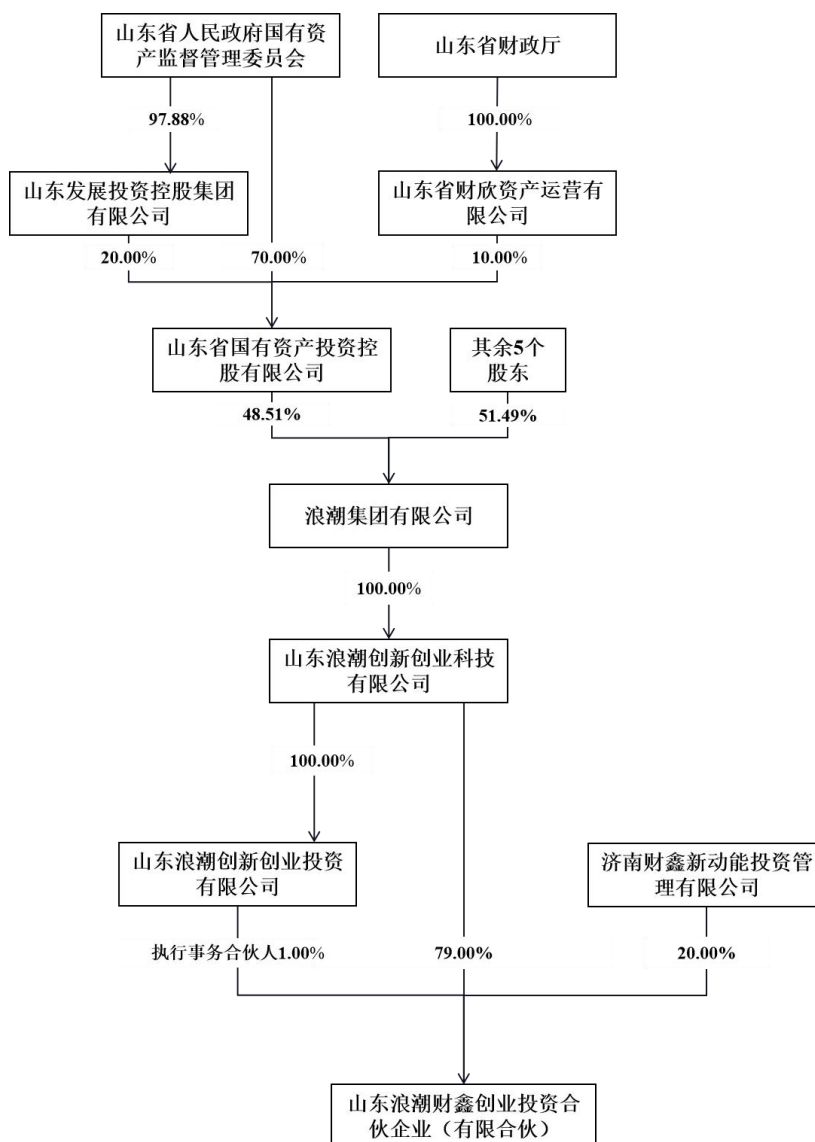 山东省人民政府国有资
产监督管理委员会
山东省财政厅
97.88%
100.00%
山东发展投资控股集团
有限公司
山东省财欣资产运营有
限公司
20.00%
70.00%
10.00%
山东省国有资产投资控
股有限公司
其余5个
股东
48.51%
51.49%
浪潮集团有限公司
100.00%
山东浪潮创新创业科技
有限公司
100.00%
山东浪潮创新创业投资
有限公司
济南财鑫新动能投资管
理有限公司
执行事务合伙人1.00%
79.00%
20.00%
山东浪潮财鑫创业投资合
伙企业（有限合伙）